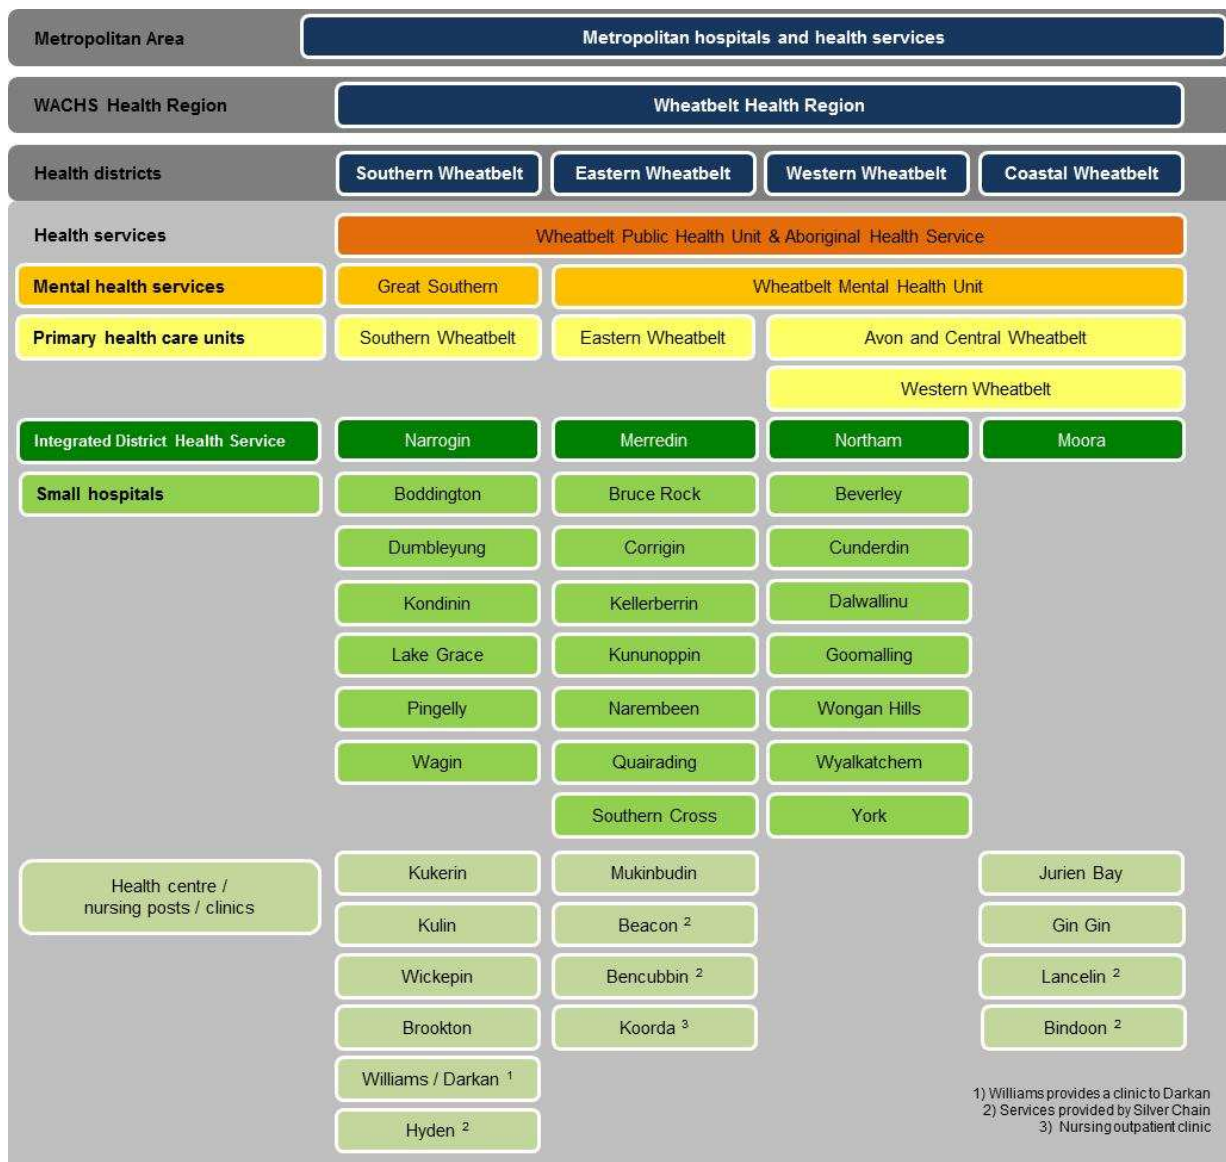 Metropolitan Area
Metropolitan hospitals and health services
WACHS Health Region
Wheatbelt Health Region
Health districts
Southern Wheatbelt
Eastern Wheatbelt
Western Wheatbelt
Coastal Wheatbelt
Health services
Wheatbelt Public Health Unit & Aboriginal Health Service
Mental health services
Great Southern
Wheatbelt Mental Health Unit
Primary health care units
Southern Wheatbelt
Eastern Wheatbelt
Avon and Central Wheatbelt
Western Wheatbelt
Integrated District Health Service
Narrogin
Merredin
Northam
Moora
Small hospitals
Boddington
Bruce Rock
Beverley
Dumbleyung
Corrigin
Cunderdin
Kondinin
Kellerberrin
Dalwallinu
Lake Grace
Kununoppin
Goomalling
Pingelly
Narembeen
Wongan Hills
Wagin
Quairading
Wyalkatchem
Southern Cross
York
Health centre /
nursing posts / clinics
Kukerin
Mukinbudin
Jurien Bay
Kulin
Beacon 2
Gin Gin
Wickepin
Bencubbin 2
Lancelin 2
Brookton
Koorda 3
Bindoon 2
Williams / Darkan 1
Hyden 2
1) Williams provides a clinic to Darkan
2) Services provided by Silver Chain
3) Nursing outpatient clinic